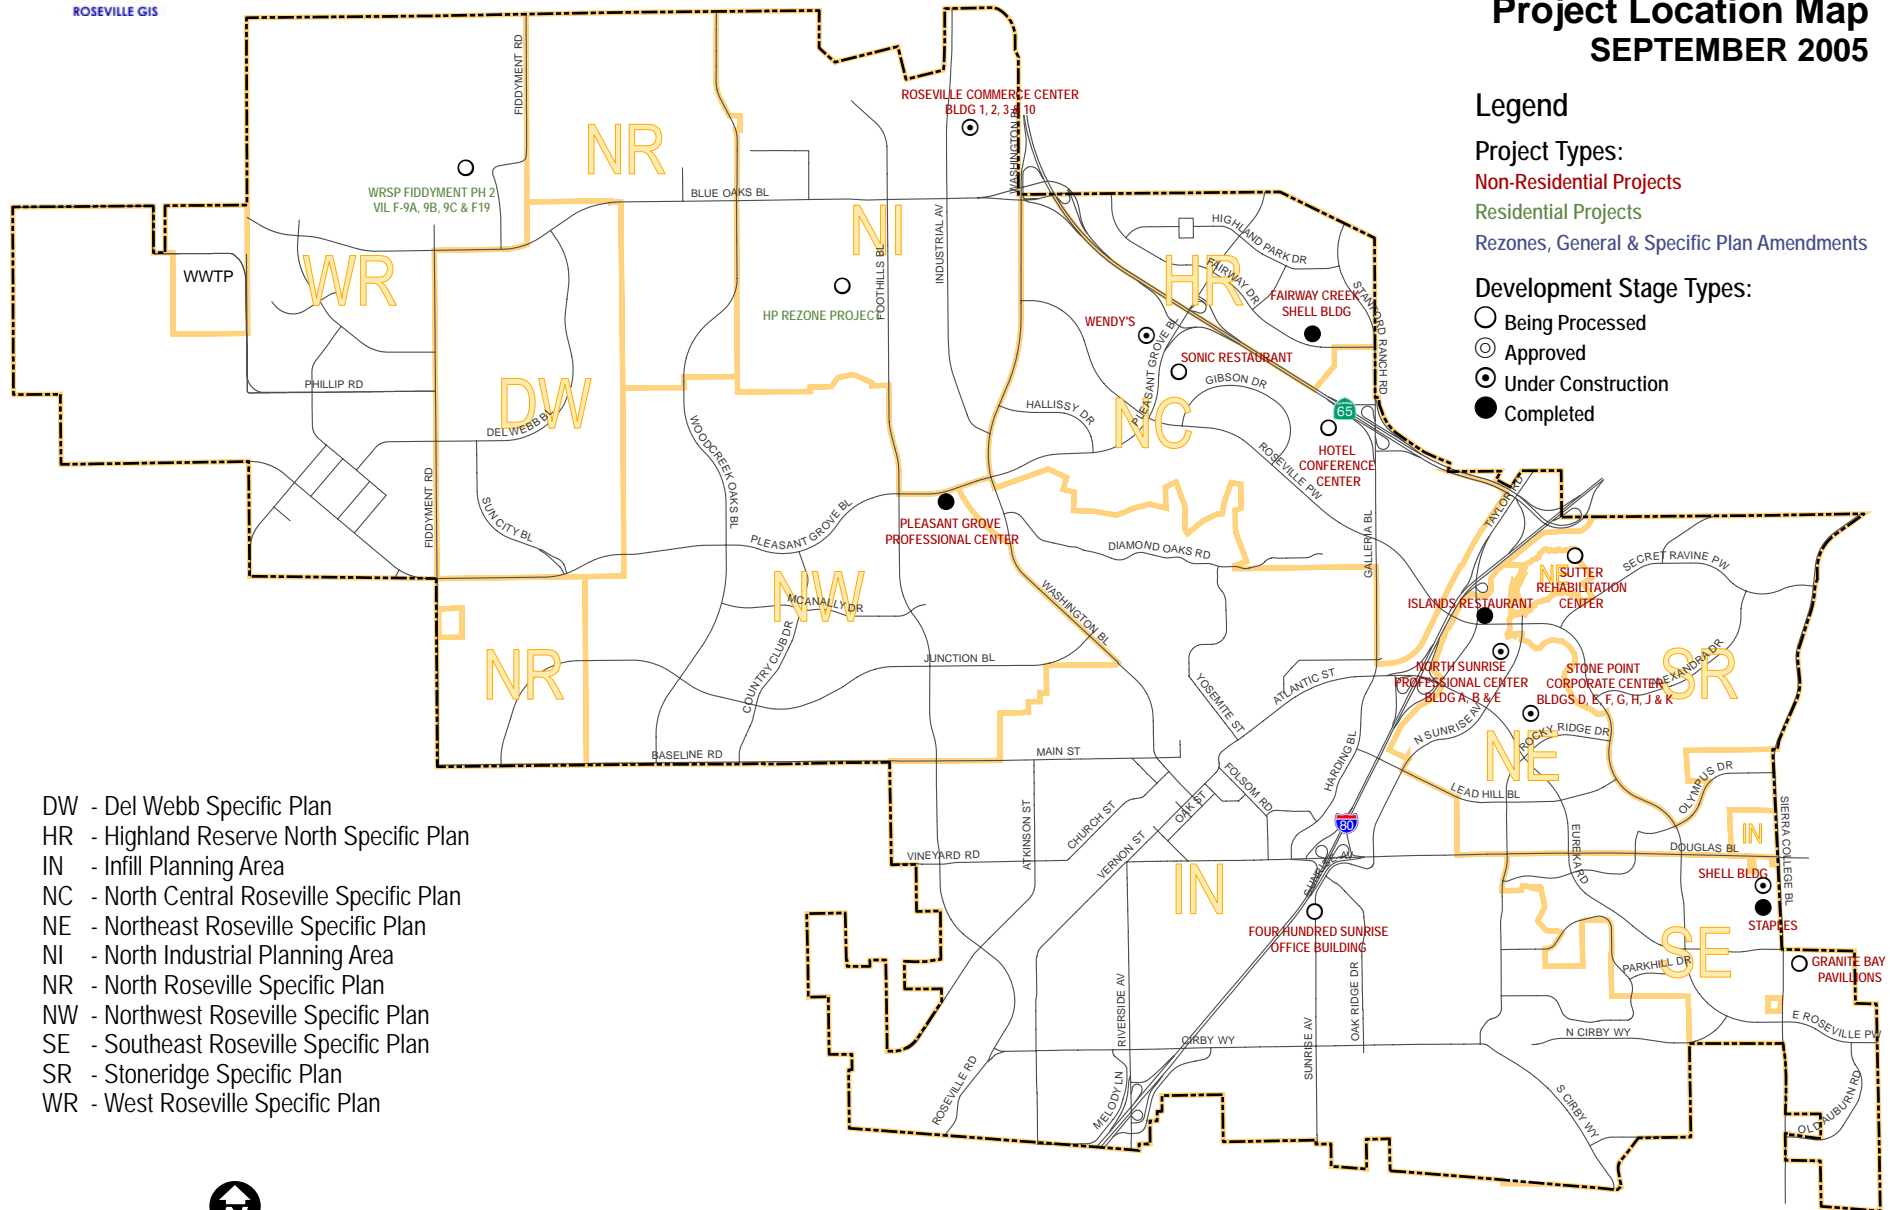 ROSEVILLE GIS
Project Location Map
SEPTEMBER 2005
Legend
Project Types:
Non-Residential Projects
Residential Projects
Rezones, General & Specific Plan Amendments
Development Stage Types:
Being Processed
Approved
Under Construction
Completed
ROSEVILLE COMMERCE CENTER
BLDG 1, 2, 3 & 10
WRSP FIDDYMENT PH 2
VIL F-9A, 9B, 9C & F19
HP REZONE PROJECT
WENDY'S
SONIC RESTAURANT
FAIRWAY CREEK
SHELL BLDG
HOTEL
CONFERENCE
CENTER
PLEASANT GROVE
PROFESSIONAL CENTER
SUTTER
REHABILITATION
CENTER
ISLANDS RESTAURANT
NORTH SUNRISE
PROFESSIONAL CENTER
BLDG A, B & E
STONE POINT
CORPORATE CENTER
BLDGS D, E, F, G, H, J & K
SHELL BLDG
STAPLES
FOUR HUNDRED SUNRISE
OFFICE BUILDING
GRANITE BAY
PAVILLIONS
NR
NI
WR
HR
DW
NC
NW
NR
NE
SR
NE
IN
IN
SE
WWTP
65
80
FIDDYMENT RD
WASHINGTON BL
BLUE OAKS BL
INDUSTRIAL AV
FOOTHILLS BL
HIGHLAND PARK DR
FAIRWAY DR
STANFORD RANCH RD
PLEASANT GROVE BL
GIBSON DR
HALLISSY DR
ROSEVILLE PW
PHILLIP RD
DEL WEBB BL
WOODCREEK OAKS BL
FIDDYMENT RD
SUN CITY BL
PLEASANT GROVE BL
DIAMOND OAKS RD
GALLERIA BL
TAYLOR RD
SECRET RAVINE PW
MCANALLY DR
WASHINGTON BL
COUNTRY CLUB DR
JUNCTION BL
YOSEMITE ST
ATLANTIC ST
ALEXANDRA DR
N SUNRISE AV
ROCKY RIDGE DR
BASELINE RD
MAIN ST
HARDING BL
FOLSOM RD
LEAD HILL BL
OLYMPUS DR
SIERRA COLLEGE BL
ATKINSON ST
CHURCH ST
OAK ST
VERNON ST
VINEYARD RD
SUNRISE AV
EUREKA RD
DOUGLAS BL
PARKHILL DR
RIVERSIDE AV
OAK RIDGE DR
SUNRISE AV
CIRBY WY
N CIRBY WY
E ROSEVILLE PW
ROSEVILLE RD
MELODY LN
S CIRBY WY
OLD AUBURN RD
DW - Del Webb Specific Plan
HR - Highland Reserve North Specific Plan
IN - Infill Planning Area
NC - North Central Roseville Specific Plan
NE - Northeast Roseville Specific Plan
NI - North Industrial Planning Area
NR - North Roseville Specific Plan
NW - Northwest Roseville Specific Plan
SE - Southeast Roseville Specific Plan
SR - Stoneridge Specific Plan
WR - West Roseville Specific Plan